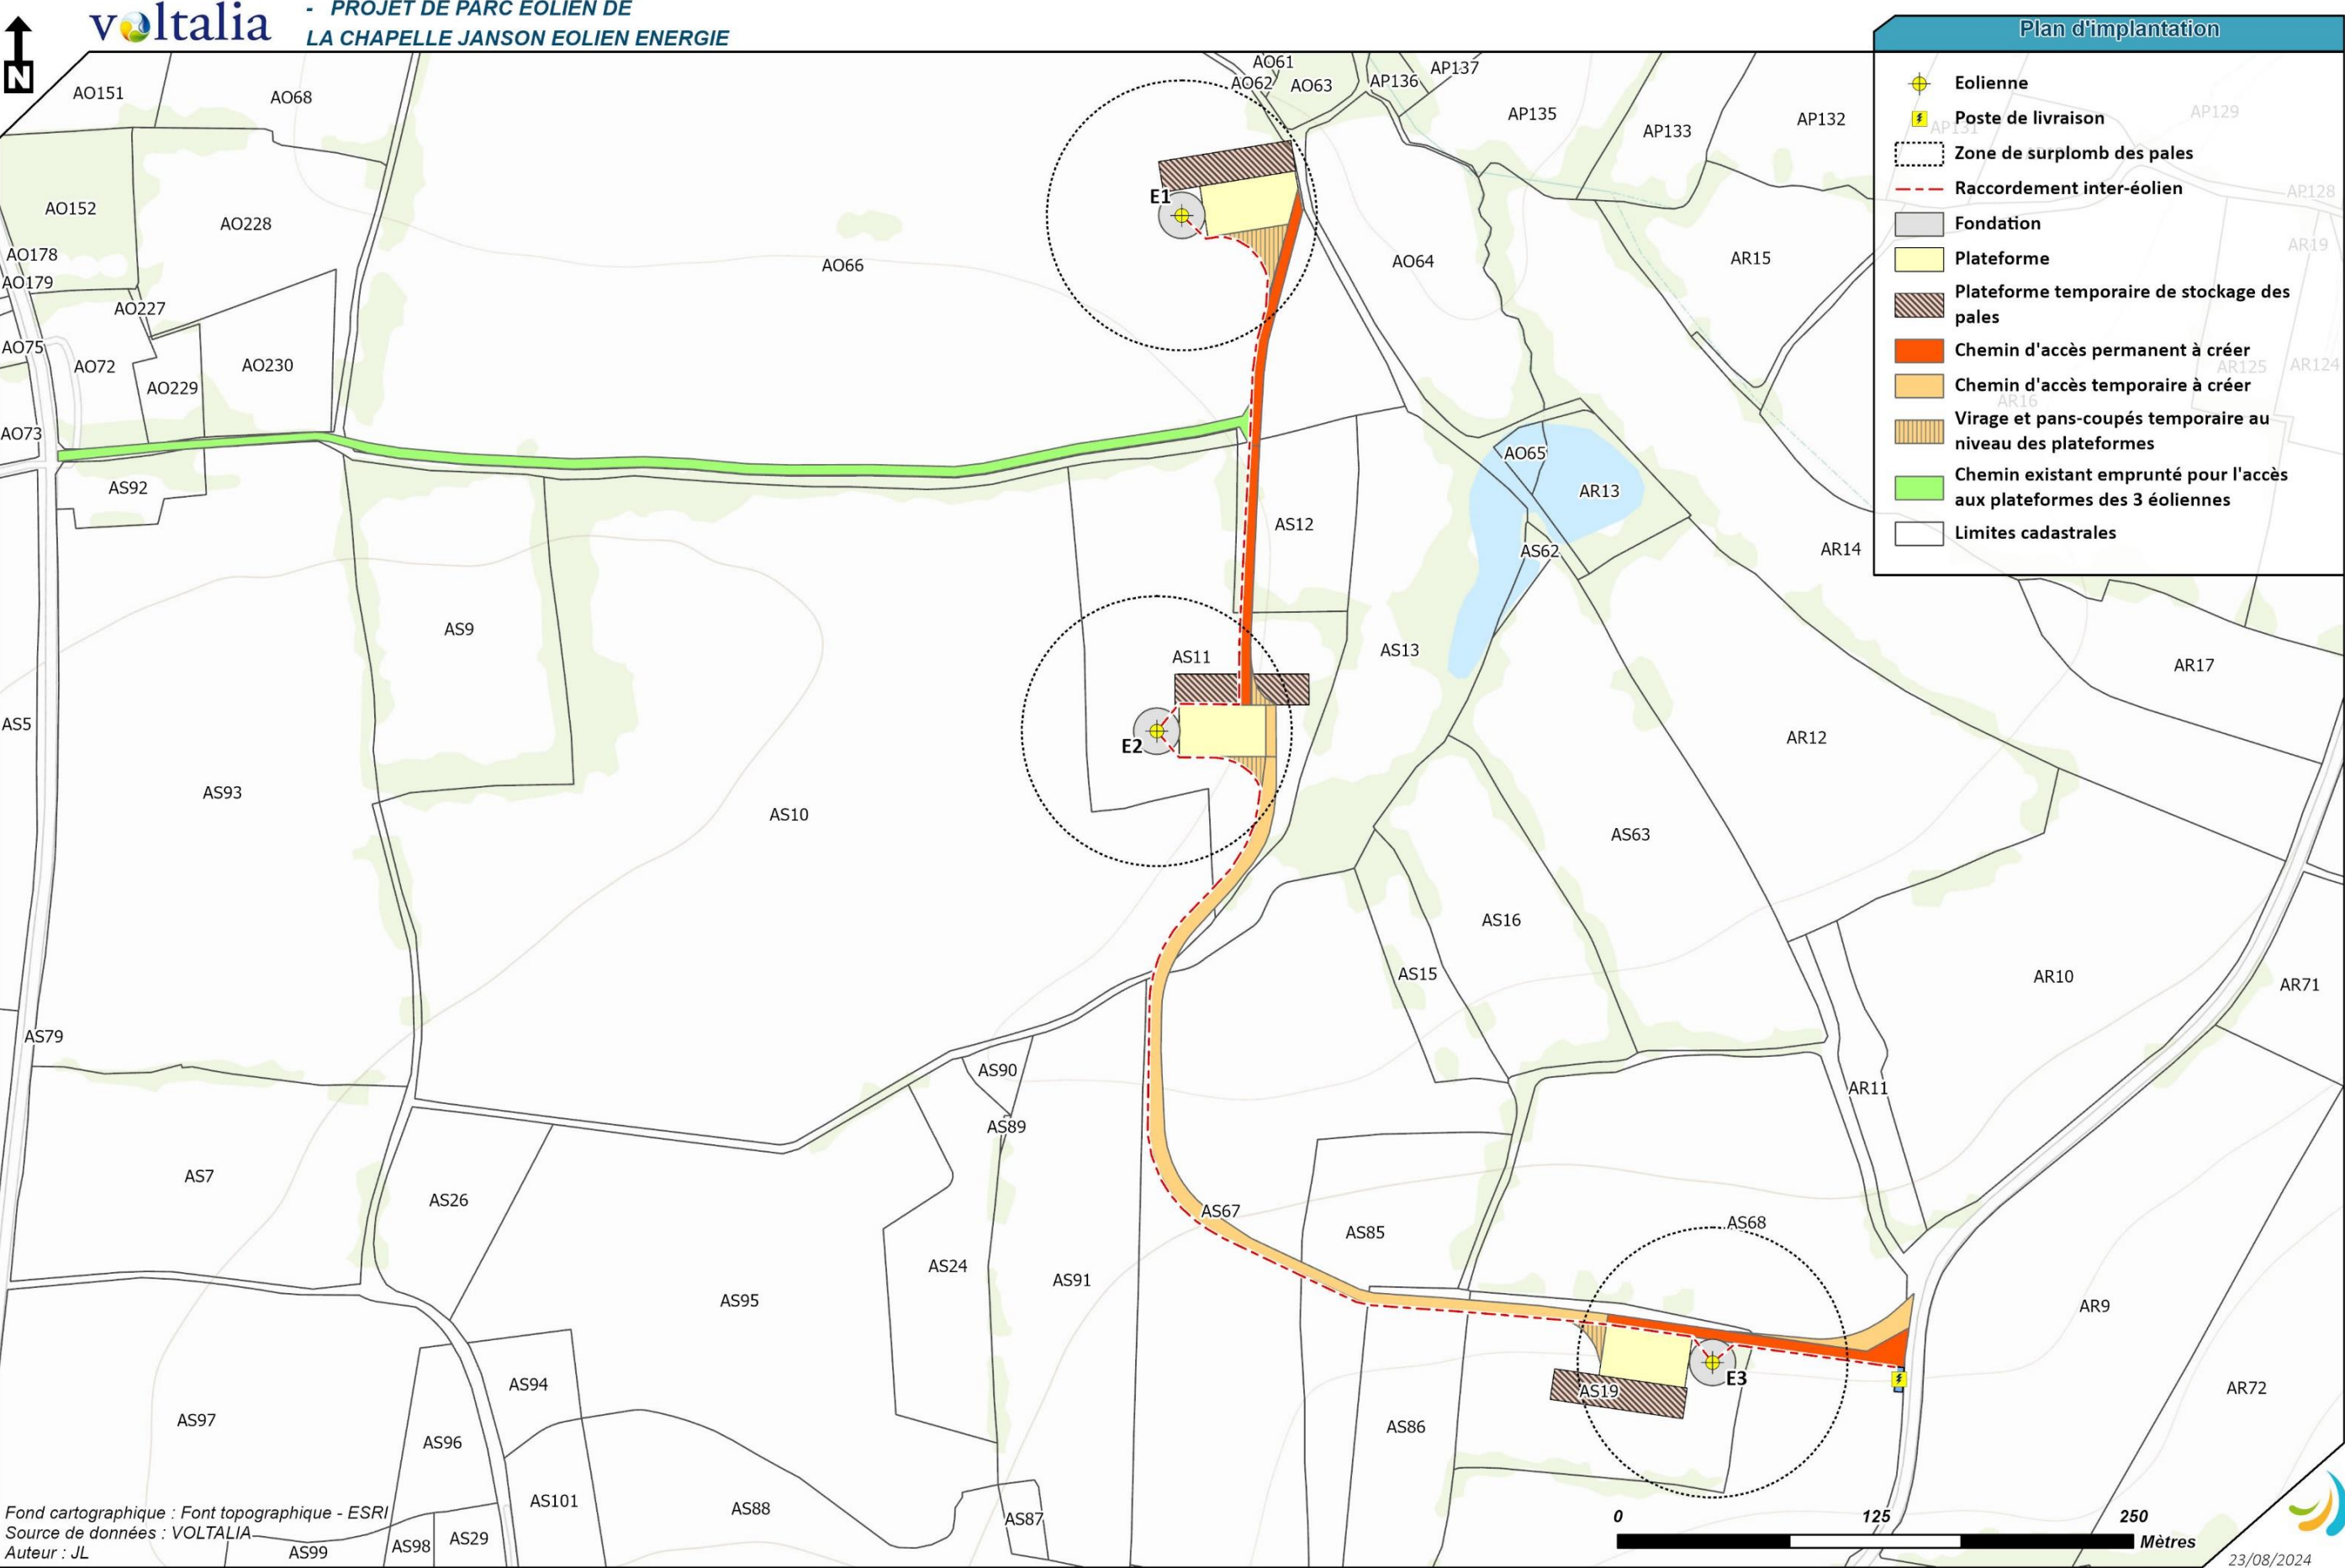 voltalia
- PROJET DE PARC EOLIEN DE
LA CHAPELLE JANSON EOLIEN ENERGIE
N
Plan d'implantation
Eolienne
Poste de livraison
Zone de surplomb des pales
Raccordement inter-éolien
Fondation
Plateforme
Plateforme temporaire de stockage des
pales
Chemin d'accès permanent à créer
Chemin d'accès temporaire à créer
Virage et pans-coupés temporaire au
niveau des plateformes
Chemin existant emprunté pour l'accès
aux plateformes des 3 éoliennes
Limites cadastrales
AP129
AP131
AP128
AR19
AR125
AR124
AR16
AO151
AO68
AO61
AO62
AO63
AP136
AP137
AP135
AP133
AP132
AO152
AO228
E1
AO178
AO179
AO66
AO64
AR15
AO227
AO75
AO72
AO229
AO230
AO73
AO65
AS92
AR13
AS12
AS62
AR14
AS9
AS11
AS13
AR17
AS5
E2
AR12
AS93
AS10
AS63
AS16
AS15
AR10
AR71
AS79
AS90
AR11
AS89
AS7
AS26
AS67
AS85
AS68
AS24
AS91
AS95
AR9
AS94
E3
AS19
AR72
AS97
AS96
AS86
AS101
AS88
AS87
AS98
AS29
AS99
Fond cartographique : Font topographique - ESRI
Source de données : VOLTALIA
Auteur : JL
0 125 250
Mètres
23/08/2024